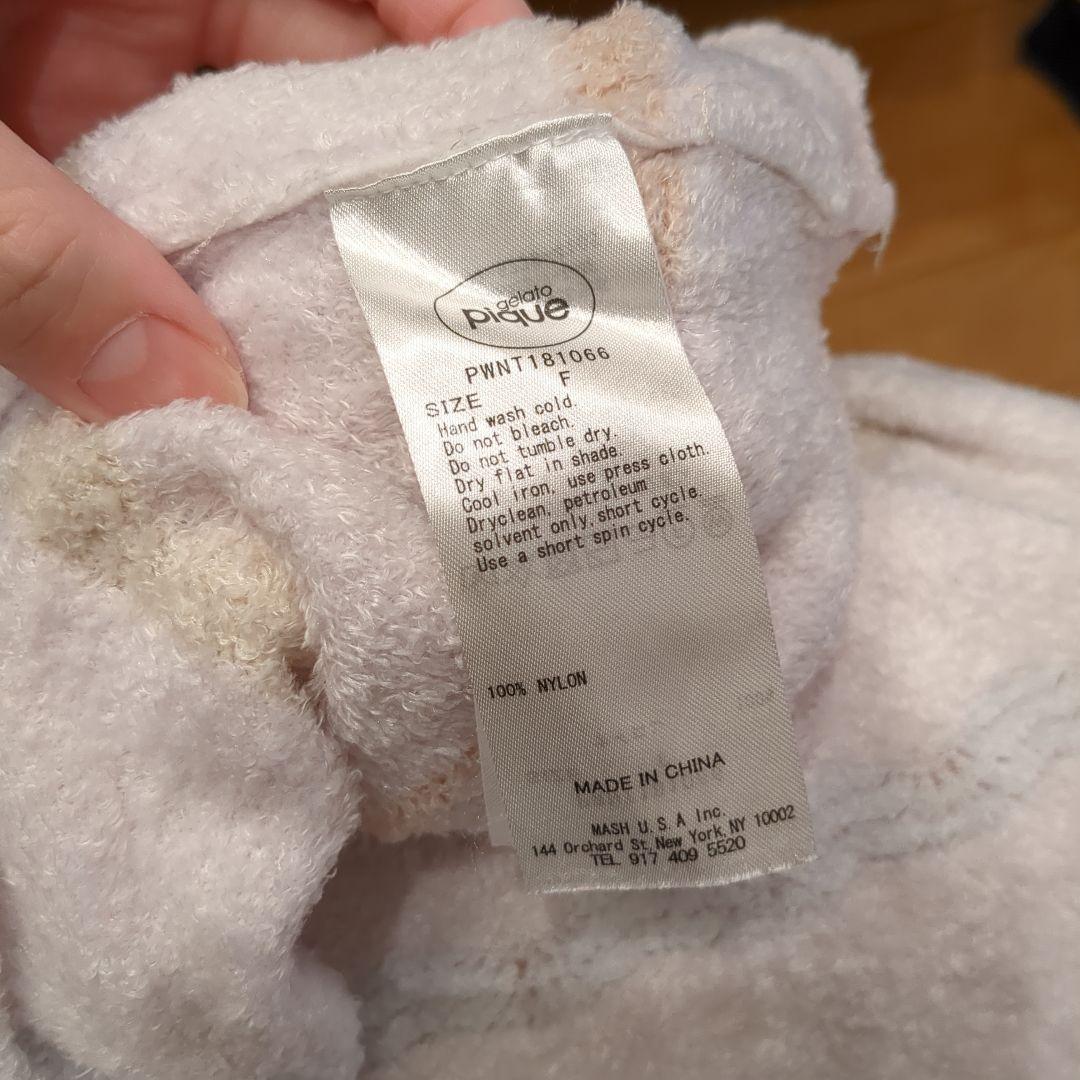 gelato
pique
PWNT181066
SIZE F
Hand wash cold.
Do not bleach.
Do not tumble dry.
Dry flat in shade.
Cool iron, use press cloth.
Dryclean, petroleum
solvent only, short cycle.
Use a short spin cycle.
100% NYLON
MADE IN CHINA
MASH U.S.A Inc.
144 Orchard St, New York, NY 10002
TEL 917 409 5520